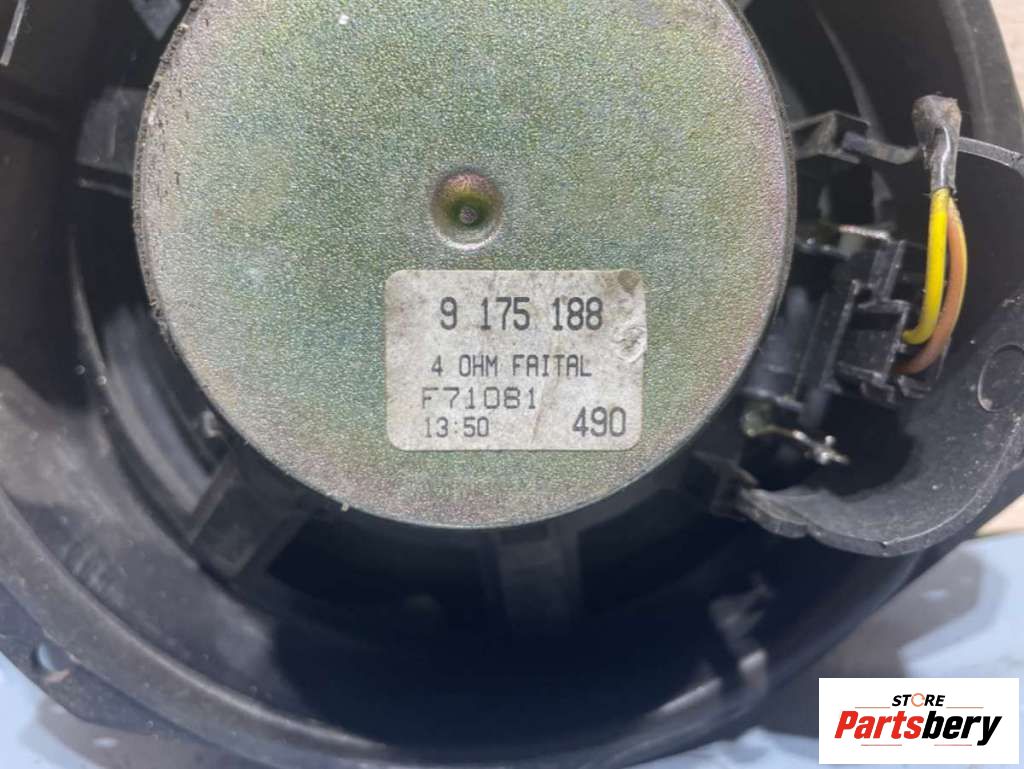 9 175 188
4 OHM FAITAL
F71081
13:50 490
STORE
Partsbery